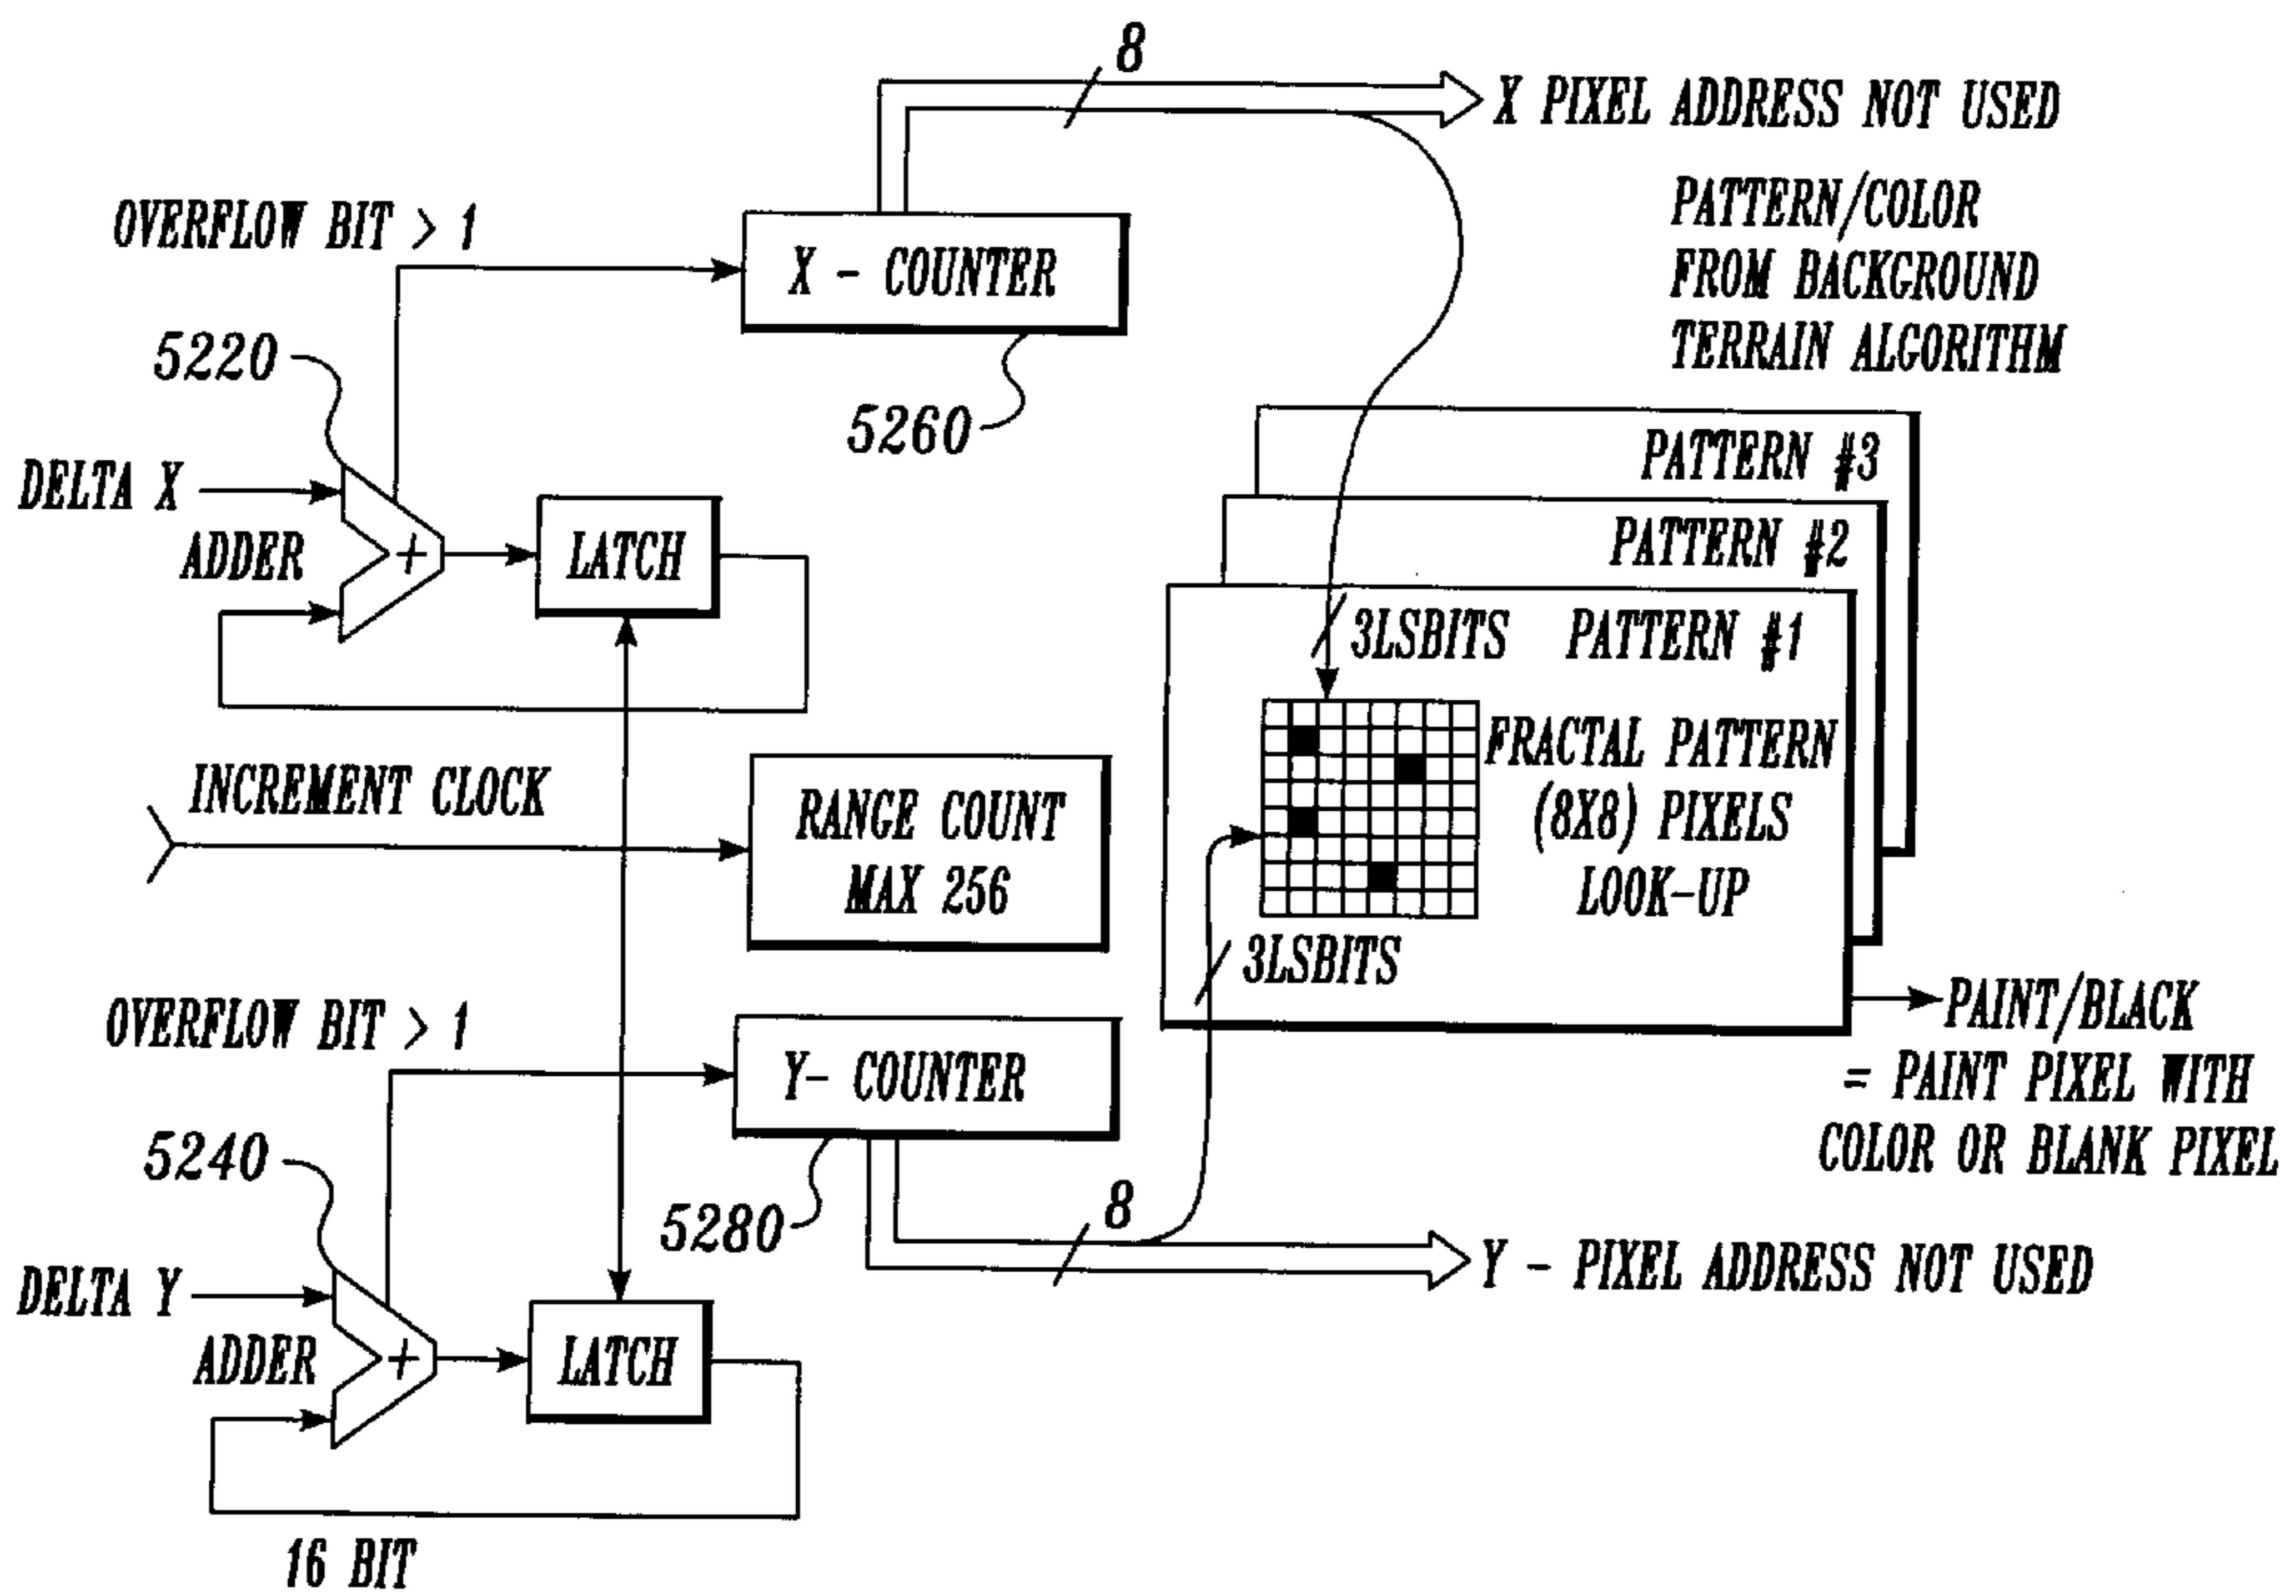 8
X PIXEL ADDRESS NOT USED
PATTERN/COLOR
FROM BACKGROUND
TERRAIN ALGORITHM
OVERFLOW BIT > 1
X - COUNTER
5220
5260
DELTA X
ADDER
+
LATCH
PATTERN #3
PATTERN #2
3LSBITS PATTERN #1
FRACTAL PATTERN
(8X8) PIXELS
LOOK-UP
3LSBITS
INCREMENT CLOCK
RANGE COUNT
MAX 256
OVERFLOW BIT > 1
Y- COUNTER
PAINT/BLACK
= PAINT PIXEL WITH
COLOR OR BLANK PIXEL
5240
5280
8
Y - PIXEL ADDRESS NOT USED
DELTA Y
ADDER
+
LATCH
16 BIT